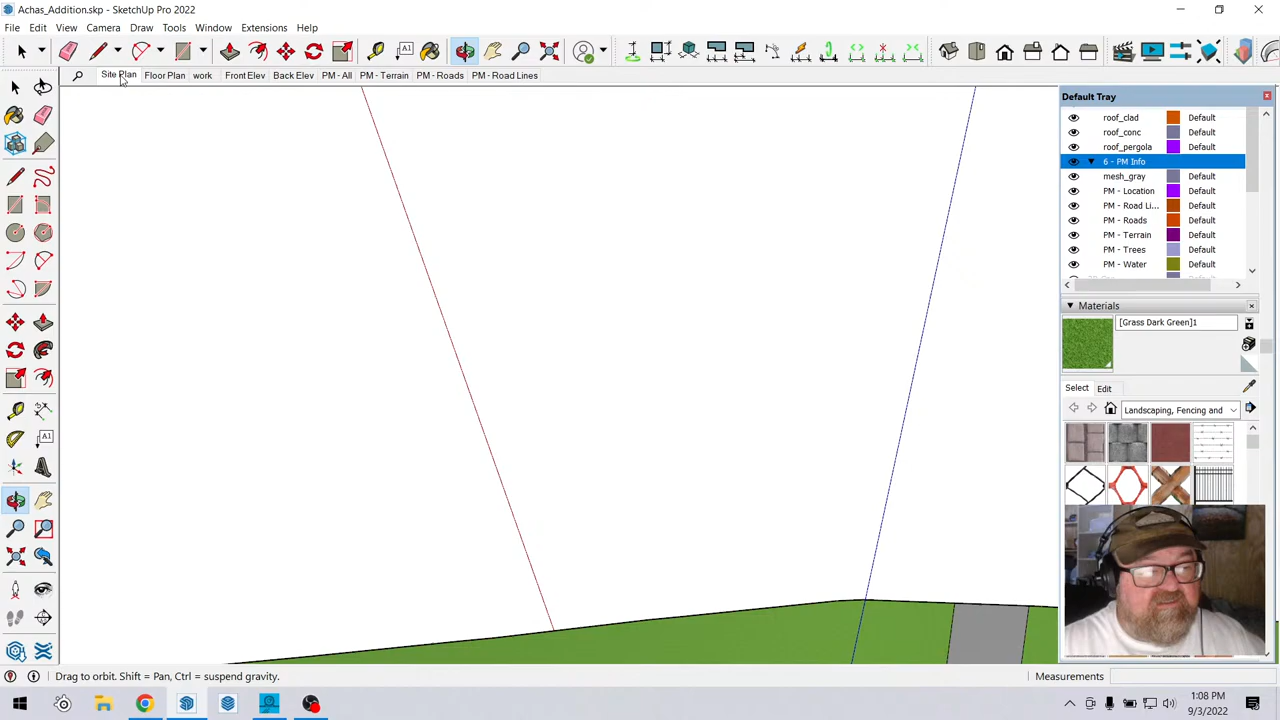 Achas_Addition.skp - SketchUp Pro 2022
File Edit View Camera Draw Tools Window Extensions Help
Site Plan Floor Plan work Front Elev Back Elev PM - All PM - Terrain PM - Roads PM - Road Lines
Default Tray
roof_clad Default
roof_conc Default
roof_pergola Default
6 - PM Info
mesh_gray Default
PM - Location Default
PM - Road Li... Default
PM - Roads Default
PM - Terrain Default
PM - Trees Default
PM - Water Default
Materials
[Grass Dark Green]1
Select Edit
Landscaping, Fencing and
Drag to orbit. Shift = Pan, Ctrl = suspend gravity.
Measurements
1:08 PM
9/3/2022